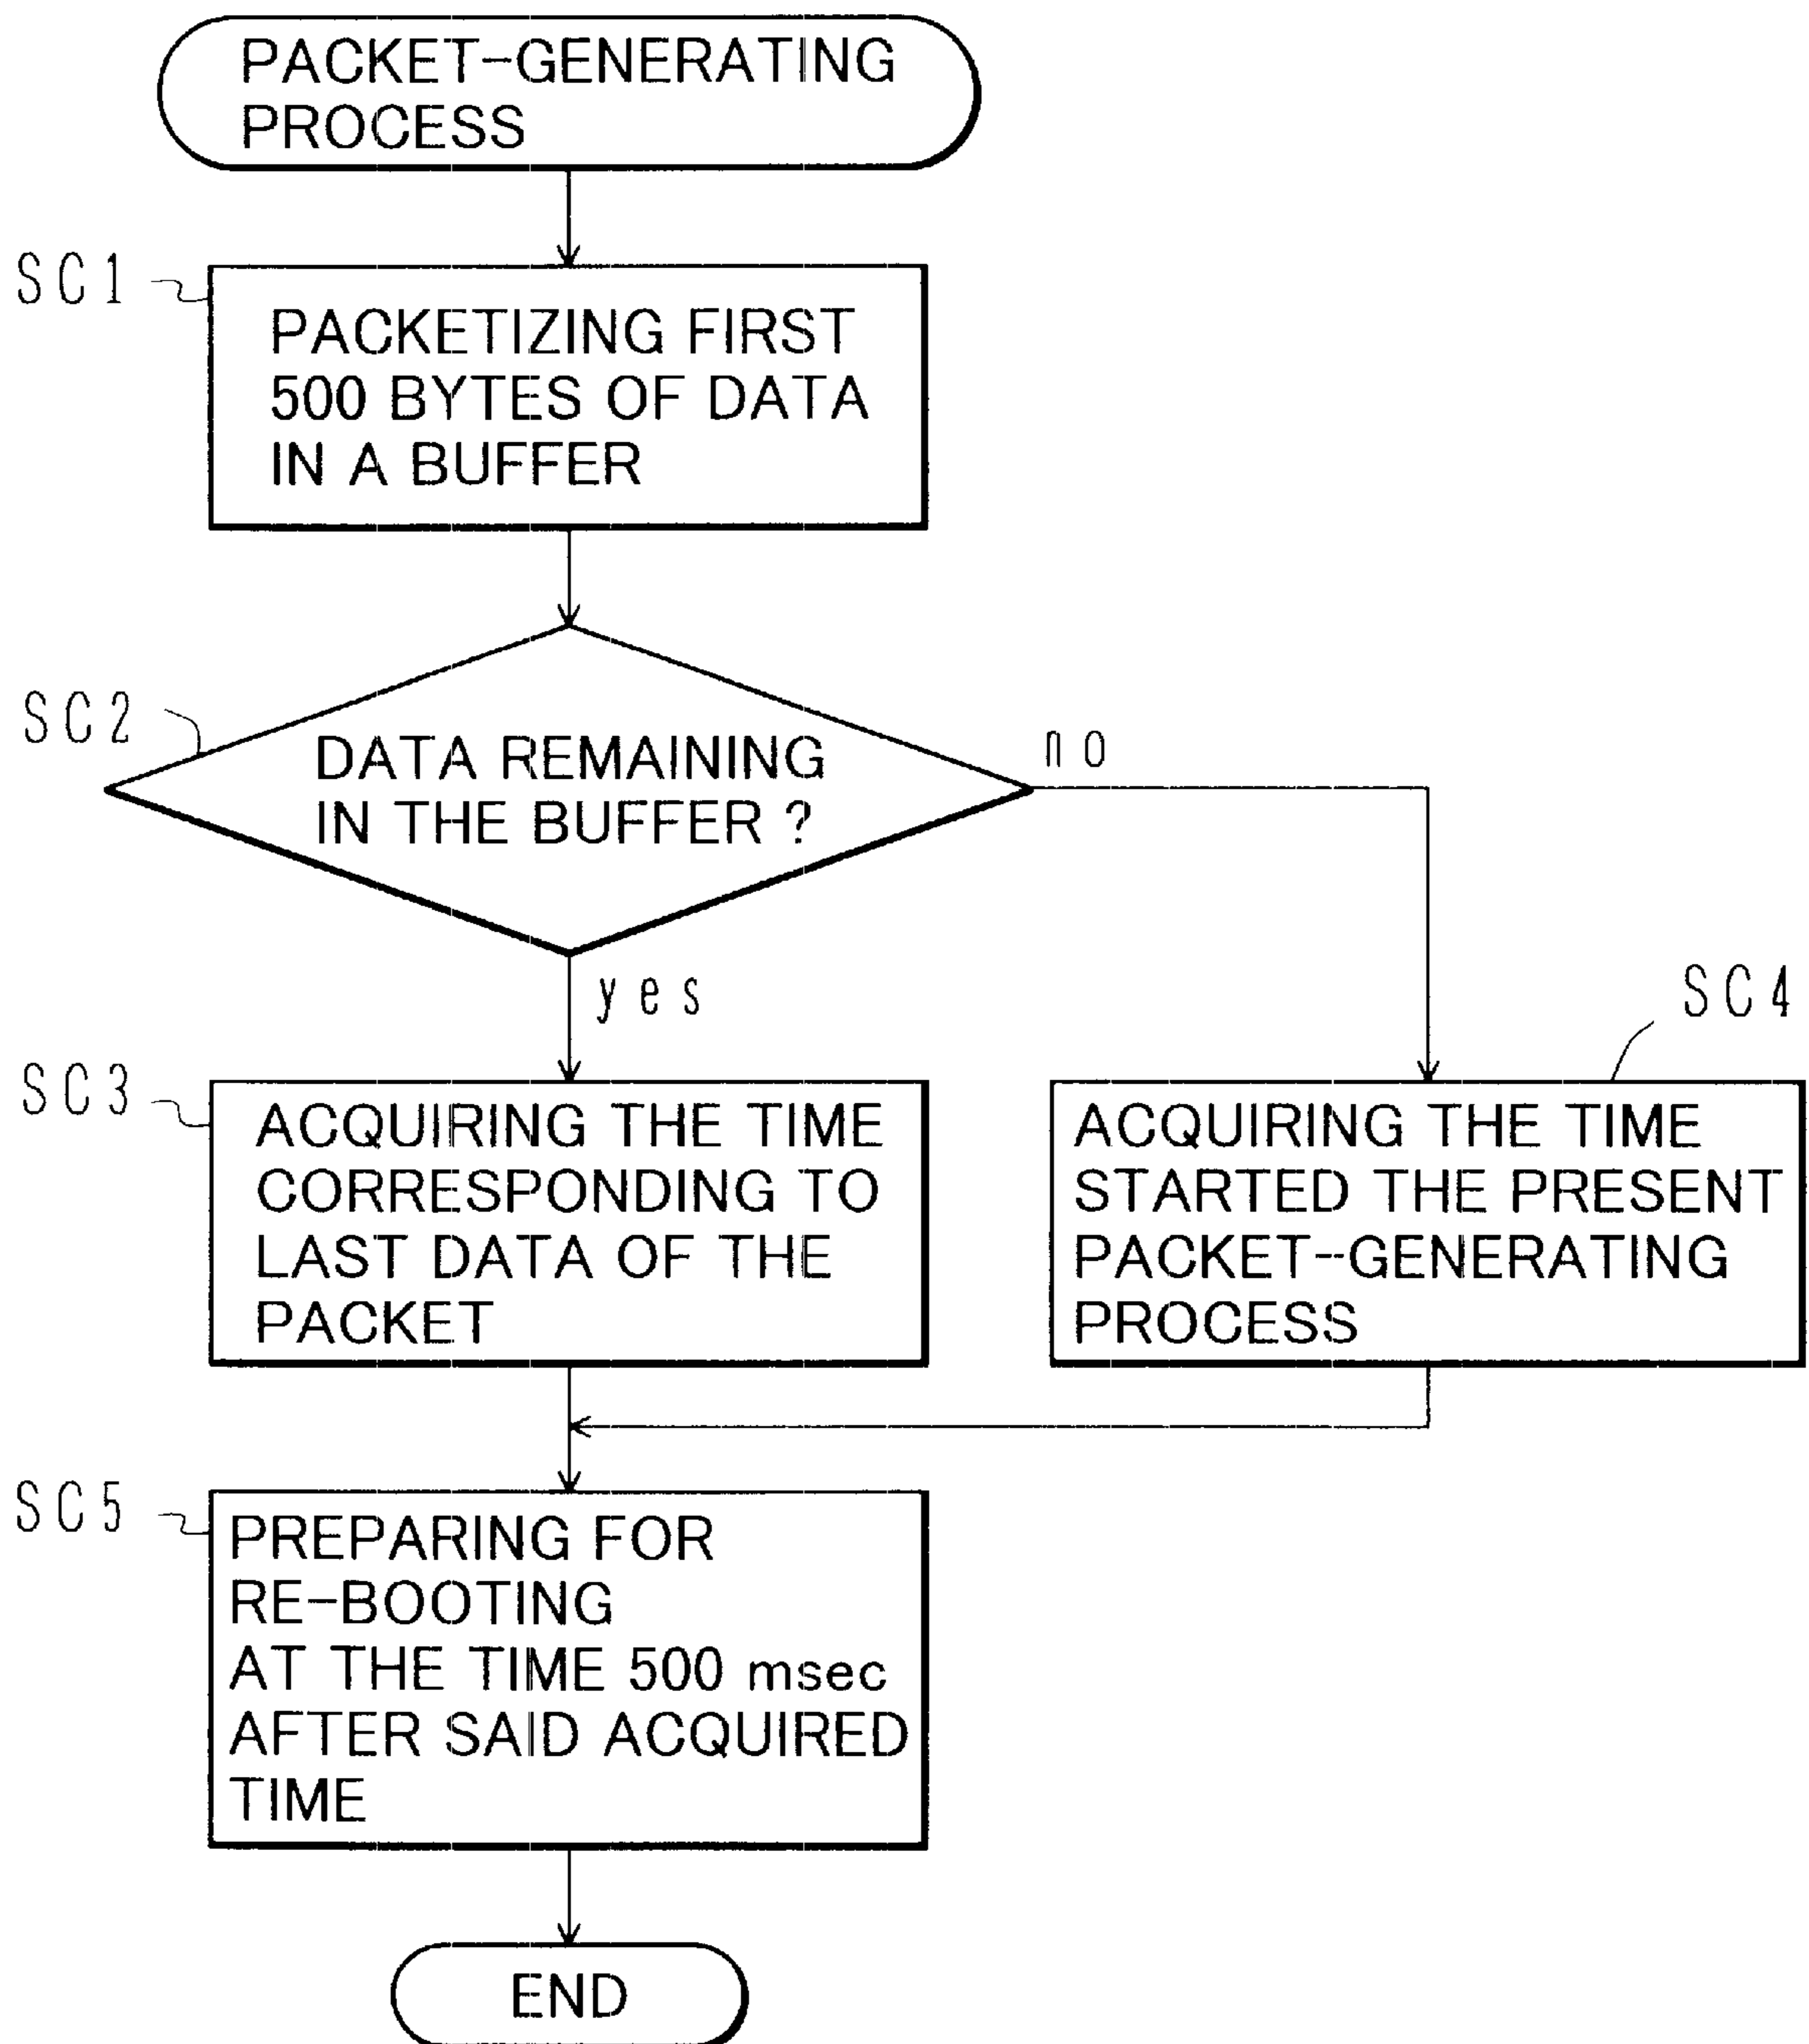 PACKET-GENERATING
PROCESS
SC1
PACKETIZING FIRST
500 BYTES OF DATA
IN A BUFFER
SC2
DATA REMAINING
IN THE BUFFER ?
no
yes
SC3
ACQUIRING THE TIME
CORRESPONDING TO
LAST DATA OF THE
PACKET
SC4
ACQUIRING THE TIME
STARTED THE PRESENT
PACKET-GENERATING
PROCESS
SC5
PREPARING FOR
RE-BOOTING
AT THE TIME 500 msec
AFTER SAID ACQUIRED
TIME
END